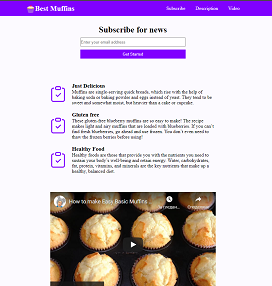 Best Muffins
Subscribe
Description
Video
Subscribe for news
Enter your email address
Get Started
Just Delicious
Muffins are single-serving quick breads, which rise with the help of
baking soda or baking powder and eggs instead of yeast. They tend to be
sweet and somewhat moist, but heavier than a cake or cupcake.
Gluten free
These gluten-free blueberry muffins are so easy to make! The recipe
makes light and airy muffins that are loaded with blueberries. If you can't
find fresh blueberries, go ahead and use frozen. You don't even need to
thaw the frozen berries before using!
Healthy Food
Healthy foods are those that provide you with the nutrients you need to
sustain your body's well-being and retain energy. Water, carbohydrates,
fat, protein, vitamins, and minerals are the key nutrients that make up a
healthy, balanced diet.
How to make Easy Basic Muffins